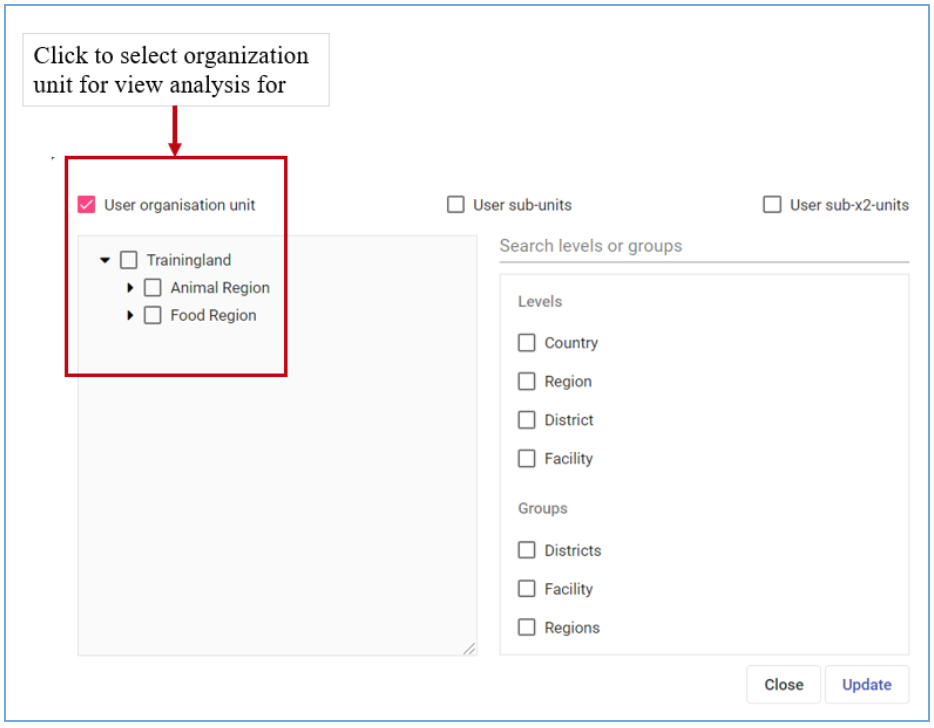 Click to select organization
unit for view analysis for
User organisation unit
User sub-units
User sub-x2-units
Trainingland
Animal Region
Food Region
Search levels or groups
Levels
Country
Region
District
Facility
Groups
Districts
Facility
Regions
Close
Update